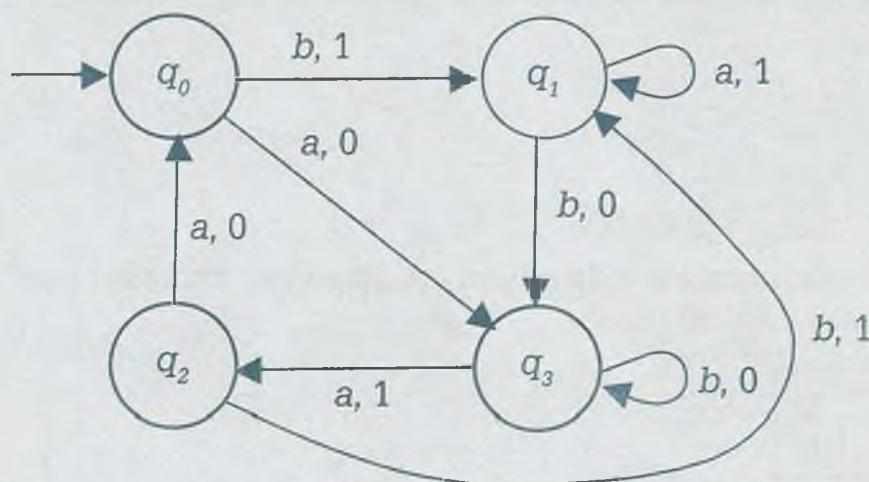 b, 1
q₀
q₁
a, 1
a, 0
b, 0
a, 0
b, 1
q₂
q₃
b, 0
a, 1